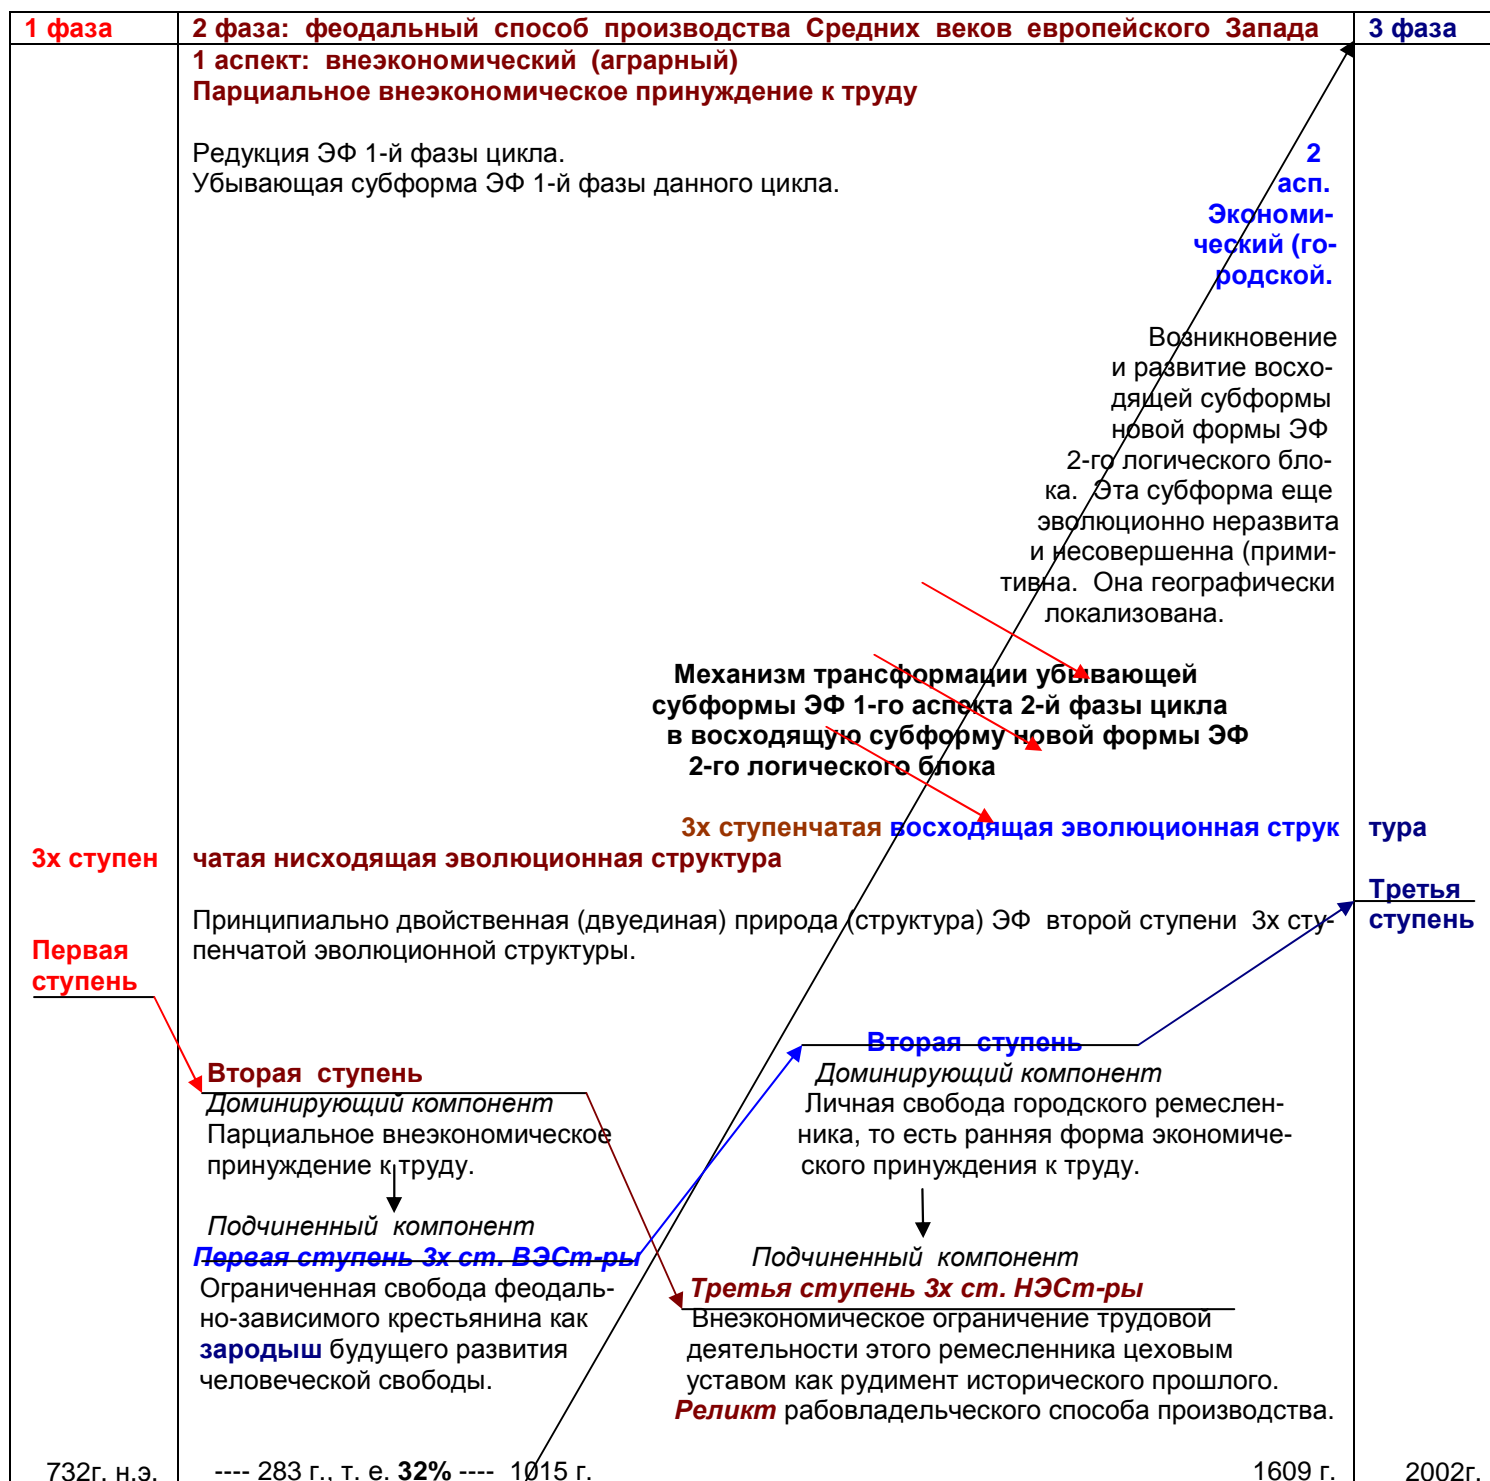 1 фаза
2 фаза: феодальный способ производства Средних веков европейского Запада
3 фаза
1 аспект: внеэкономический (аграрный)
Парциальное внеэкономическое принуждение к труду
Редукция ЭФ 1-й фазы цикла.
Убывающая субформа ЭФ 1-й фазы данного цикла.
2
асп.
Экономи-
ческий (го-
родской.
Возникновение
и развитие восхо-
дящей субформы
новой формы ЭФ
2-го логического бло-
ка. Эта субформа еще
эволюционно неразвита
и несовершенна (прими-
тивна. Она географически
локализована.
Механизм трансформации убывающей
субформы ЭФ 1-го аспекта 2-й фазы цикла
в восходящую субформу новой формы ЭФ
2-го логического блока
3х ступенчатая восходящая эволюционная струк тура
3х ступен чатая нисходящая эволюционная структура
Принципиально двойственная (двуединая) природа (структура) ЭФ второй ступени 3х сту-
пенчатой эволюционной структуры.
Третья
ступень
Первая
ступень
Вторая ступень
Доминирующий компонент
Парциальное внеэкономическое
принуждение к труду.
Подчиненный компонент
Первая ступень 3х ст. ВЭСт-ры
Ограниченная свобода феодаль-
но-зависимого крестьянина как
зародыш будущего развития
человеческой свободы.
Вторая ступень
Доминирующий компонент
Личная свобода городского ремеслен-
ника, то есть ранняя форма экономиче-
ского принуждения к труду.
Подчиненный компонент
Третья ступень 3х ст. НЭСт-ры
Внеэкономическое ограничение трудовой
деятельности этого ремесленника цеховым
уставом как рудимент исторического прошлого.
Реликт рабовладельческого способа производства.
732г. н.э.
---- 283 г., т. е. 32% ---- 1015 г.
1609 г.
2002г.